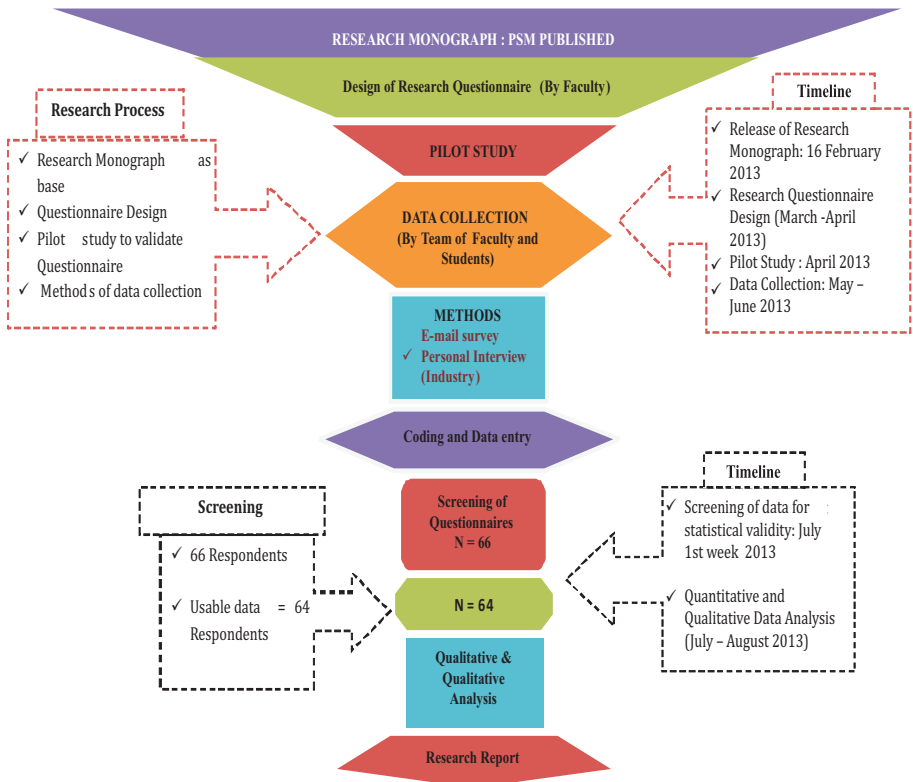 RESEARCH MONOGRAPH : PSM PUBLISHED
Design of Research Questionnaire (By Faculty)
PILOT STUDY
Research Process
✓ Research Monograph as
base
✓ Questionnaire Design
✓ Pilot study to validate
Questionnaire
✓ Methods of data collection
DATA COLLECTION
(By Team of Faculty and
Students)
Timeline
✓ Release of Research
Monograph: 16 February
2013
✓ Research Questionnaire
Design (March -April
2013)
✓ Pilot Study : April 2013
✓ Data Collection: May –
June 2013
METHODS
E-mail survey
✓ Personal Interview
(Industry)
Coding and Data entry
Screening
✓ 66 Respondents
✓ Usable data = 64
Respondents
Screening of
Questionnaires
N = 66
N = 64
Timeline
✓ Screening of data for
statistical validity: July
1st week 2013
✓ Quantitative and
Qualitative Data Analysis
(July – August 2013)
Qualitative &
Qualitative
Analysis
Research Report